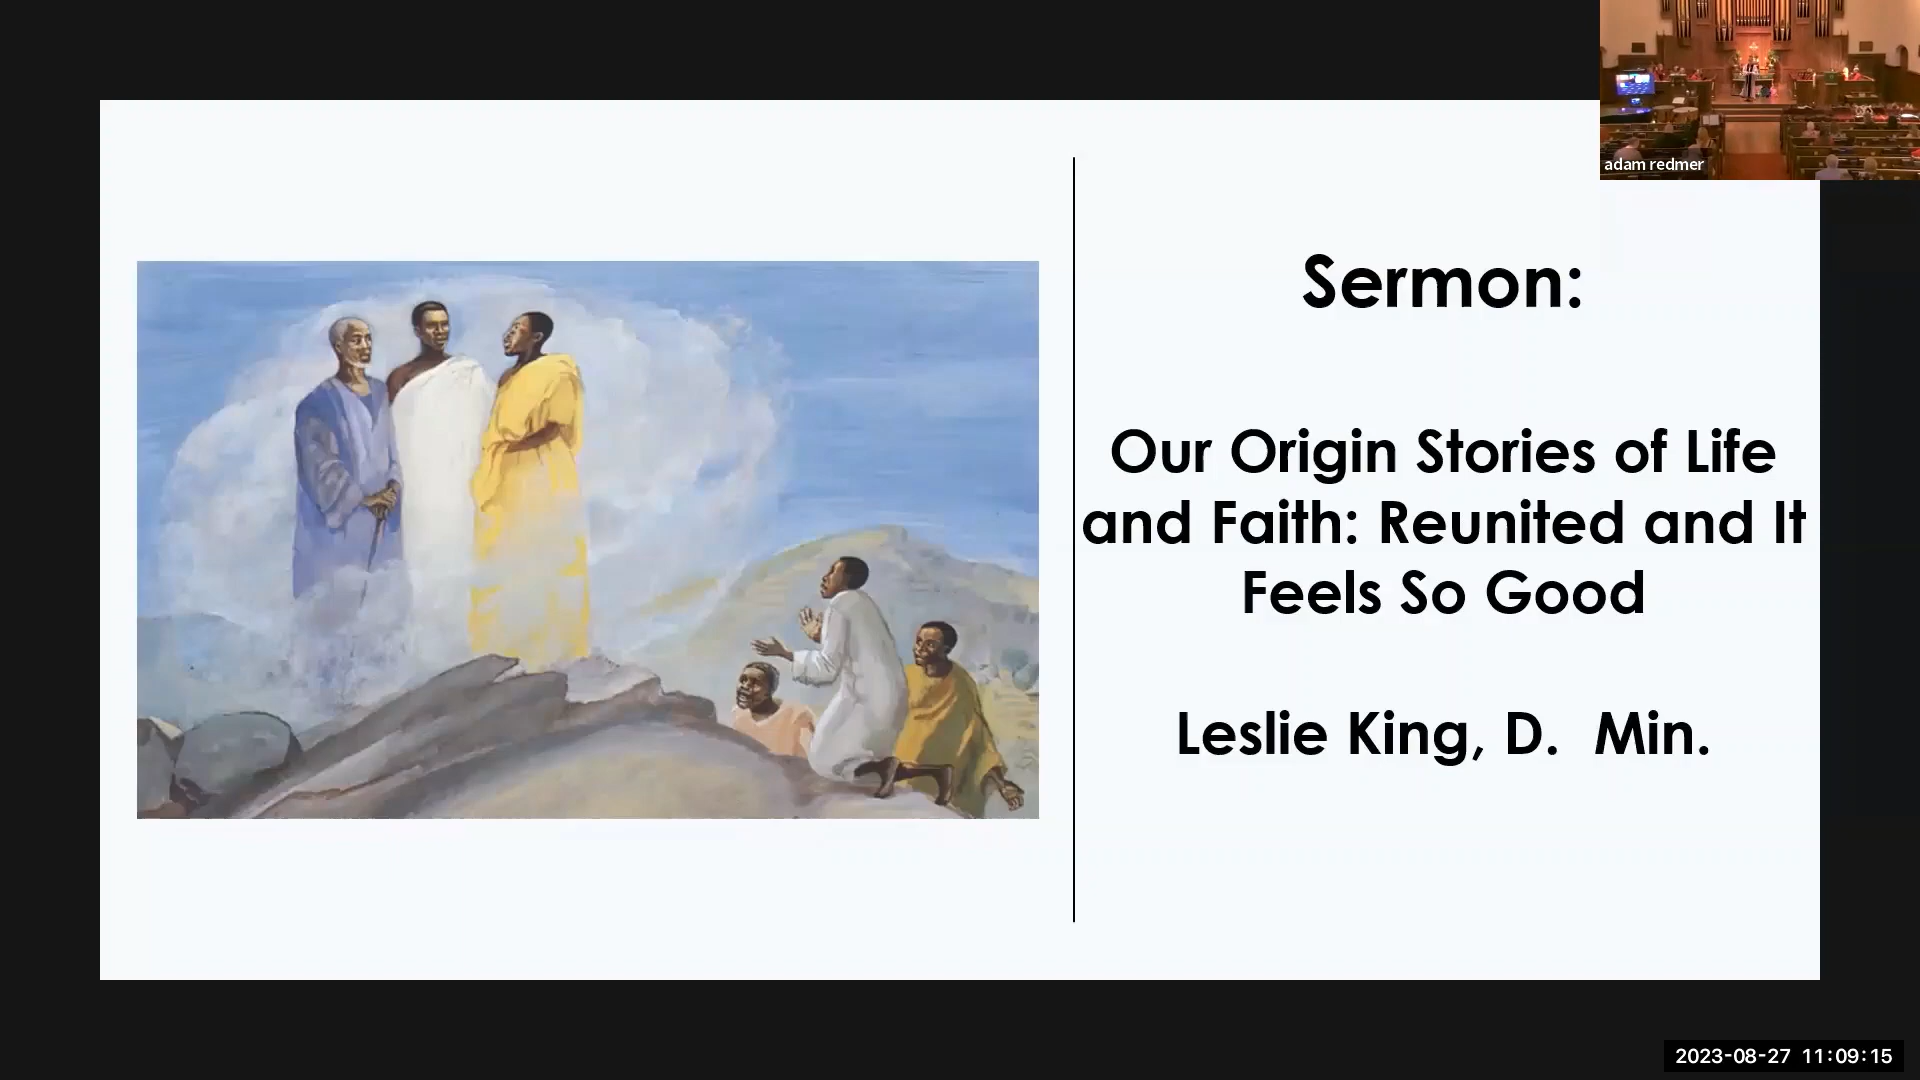 adam redmer
Sermon:
Our Origin Stories of Life
and Faith: Reunited and It
Feels So Good
Leslie King, D. Min.
2023-08-27 11:09:15